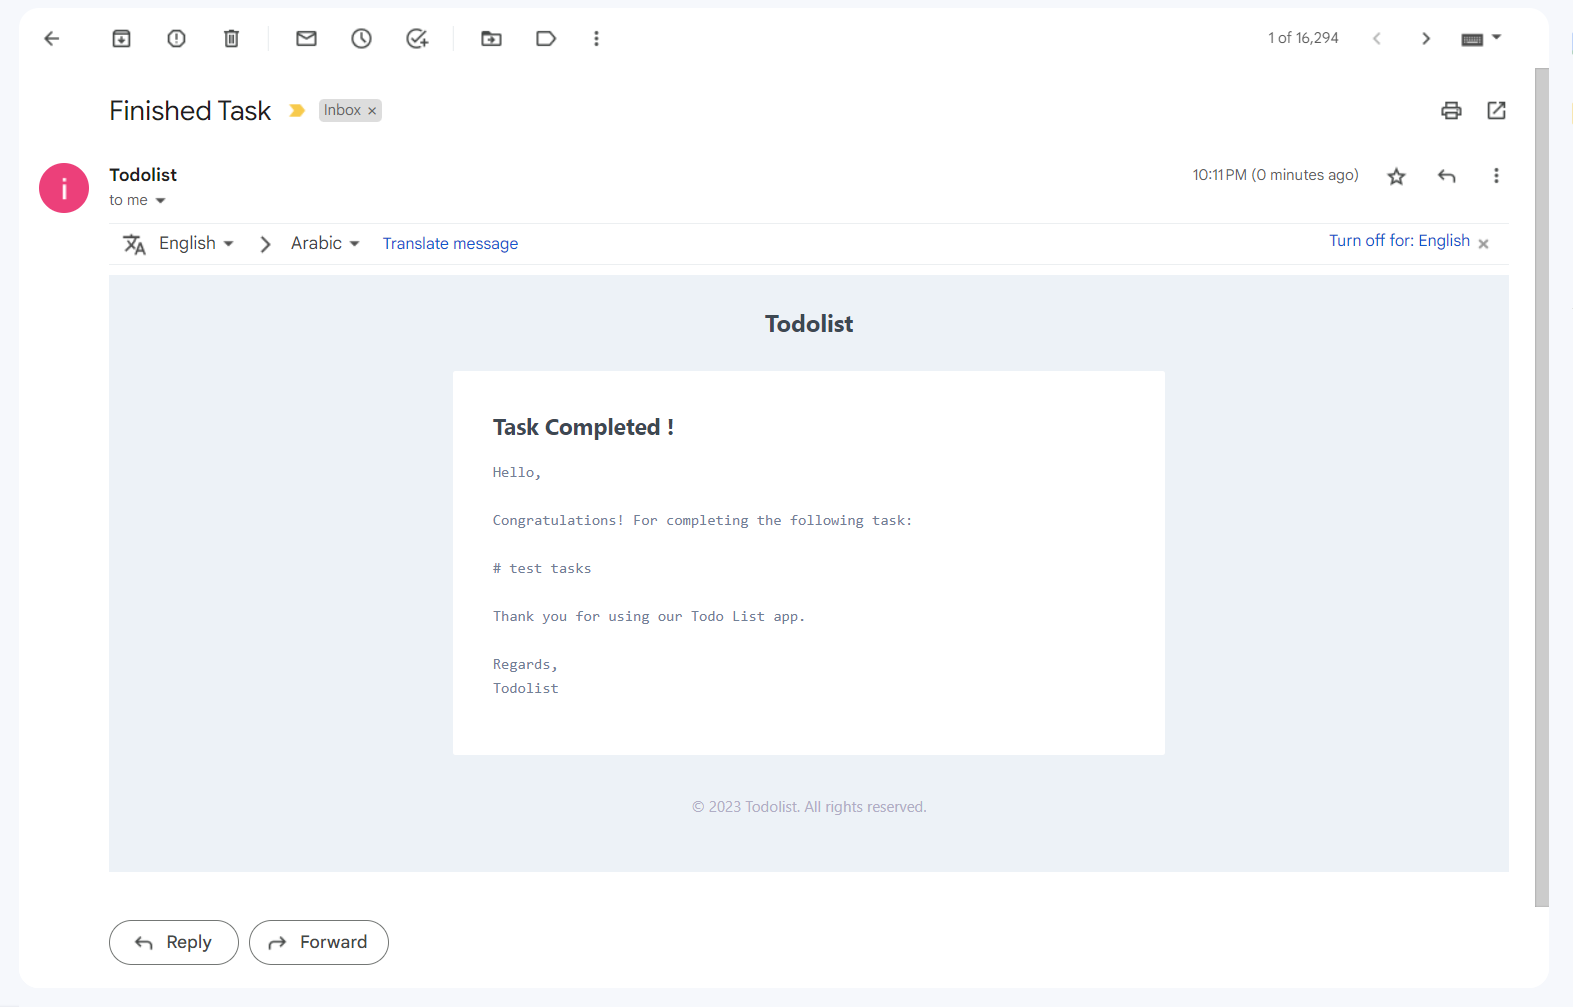 1 of 16,294
Finished Task
Inbox ×
i
Todolist
10:11 PM (0 minutes ago)
to me
English > Arabic Translate message
Turn off for: English ×
Todolist
Task Completed !
Hello,
Congratulations! For completing the following task:
# test tasks
Thank you for using our Todo List app.
Regards,
Todolist
© 2023 Todolist. All rights reserved.
Reply
Forward